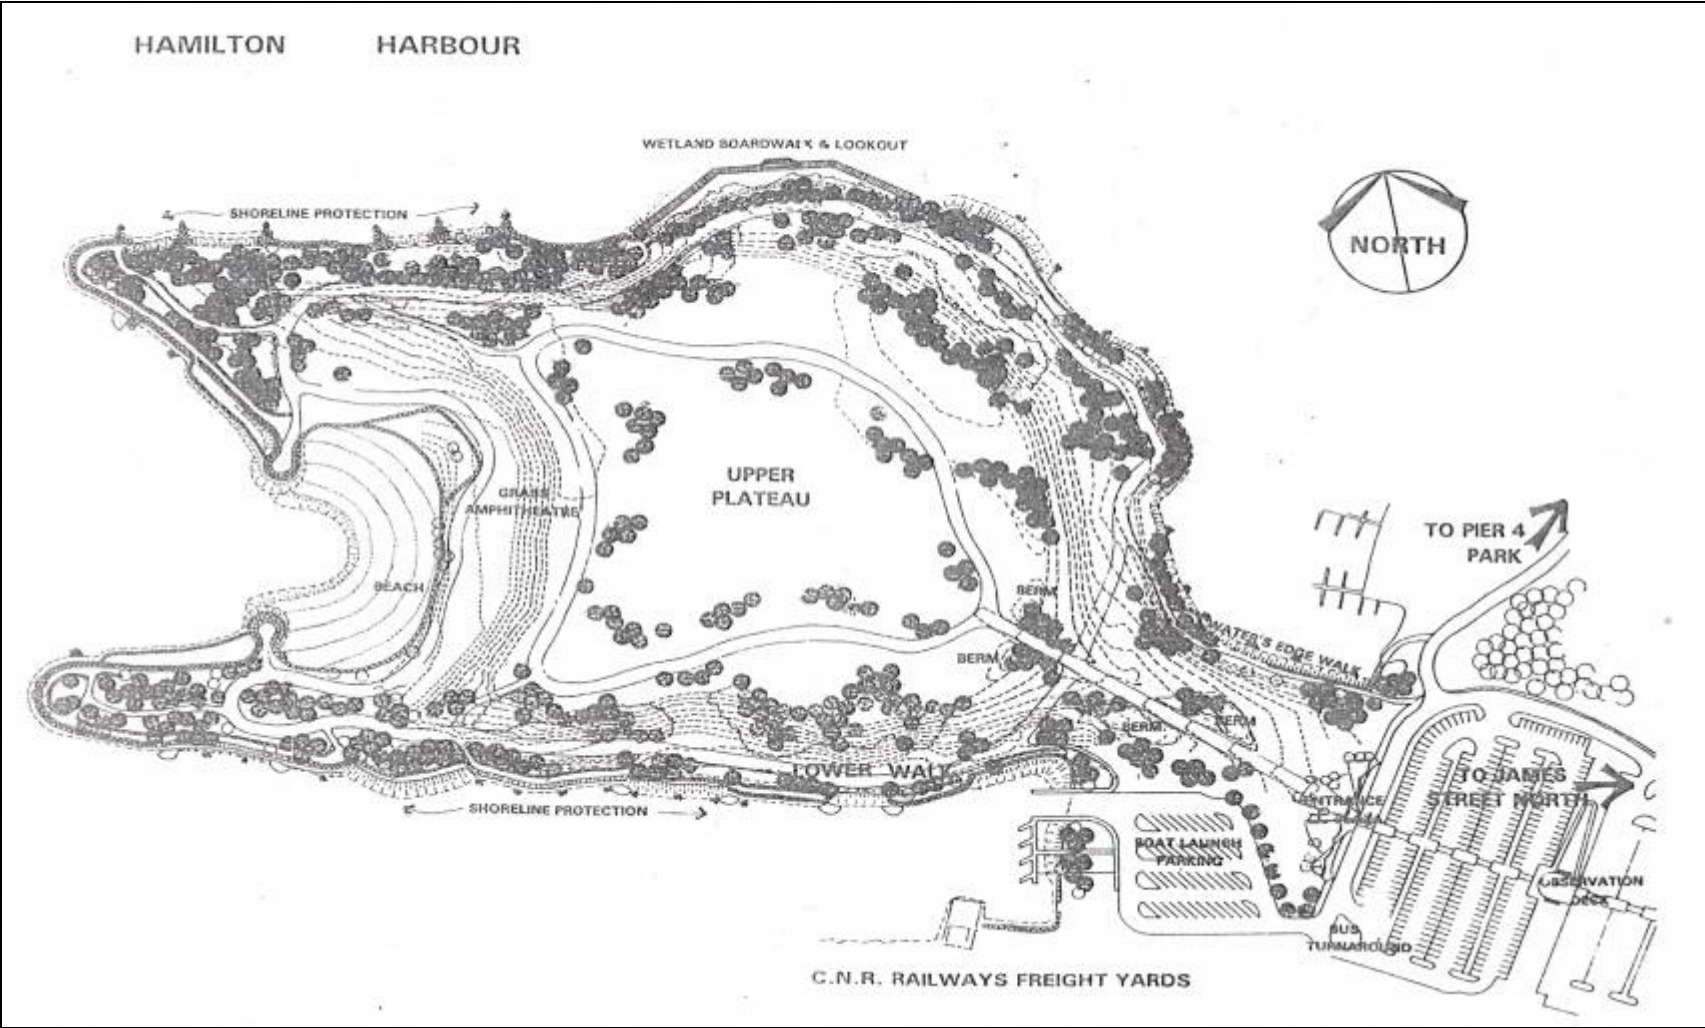 HAMILTON HARBOUR
WETLAND BOARDWALK & LOOKOUT
SHORELINE PROTECTION
NORTH
UPPER
PLATEAU
GRASS
AMPHITHEATRE
TO PIER 4
PARK
BEACH
BERM
BERM
WATER'S EDGE WALK
BERM
BERM
LOWER WALK
TO JAMES
STREET NORTH
ENTRANCE
SHORELINE PROTECTION
BOAT LAUNCH
PARKING
OBSERVATION
DECK
BUS
TURNAROUND
C.N.R. RAILWAYS FREIGHT YARDS